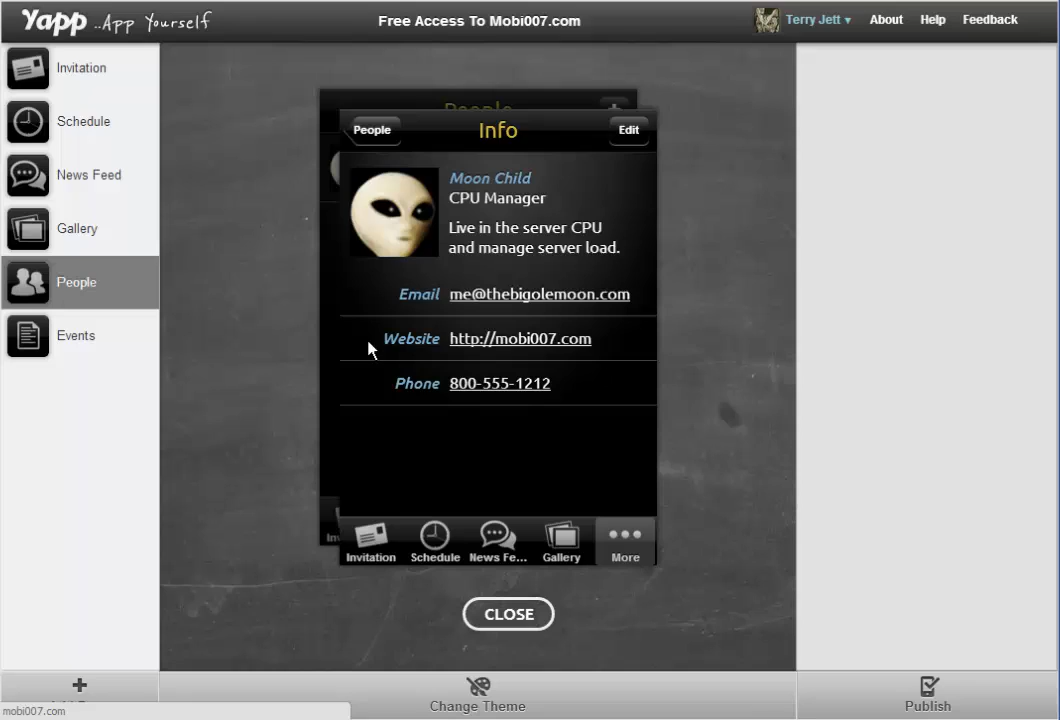 Yapp ..App Yourself
Free Access To Mobi007.com
Terry Jett ▾
About
Help
Feedback
Invitation
Schedule
News Feed
Gallery
People
Events
People
People
Info
Edit
Moon Child
CPU Manager
Live in the server CPU
and manage server load.
Email me@thebigolemoon.com
Website http://mobi007.com
Phone 800-555-1212
Invitation
Schedule
News Fe...
Gallery
More
CLOSE
Change Theme
Publish
mobi007.com